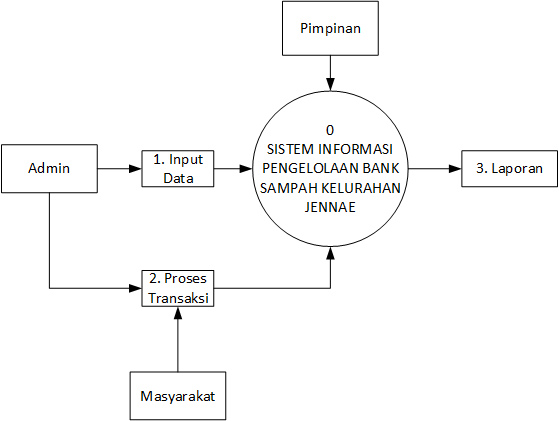 Pimpinan
0
SISTEM INFORMASI
PENGELOLAAN BANK
SAMPAH KELURAHAN
JENNAE
Admin
1. Input
Data
3. Laporan
2. Proses
Transaksi
Masyarakat